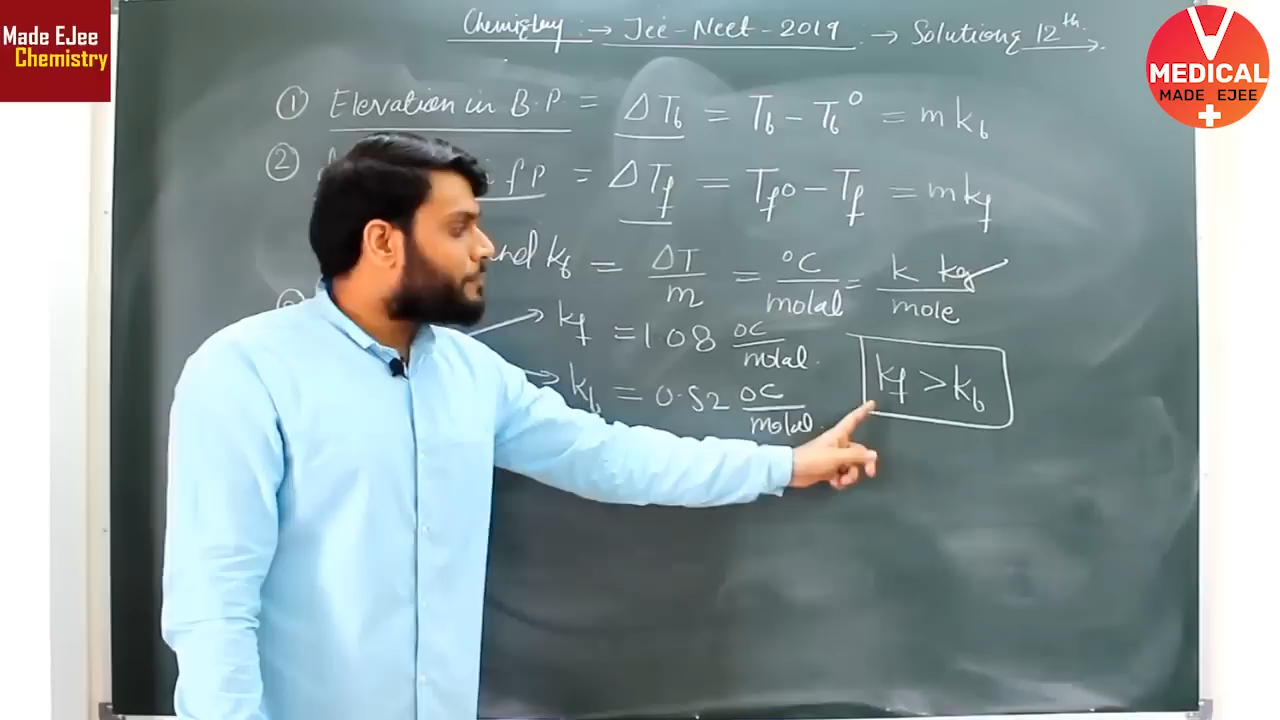 Made EJee
Chemistry
Chemistry → Jee-Neet-2019 → Solutions 12th
MEDICAL
MADE EJEE
① Elevation in B.P. = ΔTb = Tb - Tb° = m kb
② f P = ΔTf = Tf° - Tf = m kf
and kf = ΔT/m = °C/molal = k kg/mole
→ kf = 1.08 °C/molal.
→ kb = 0.52 °C/molal.
kf > kb